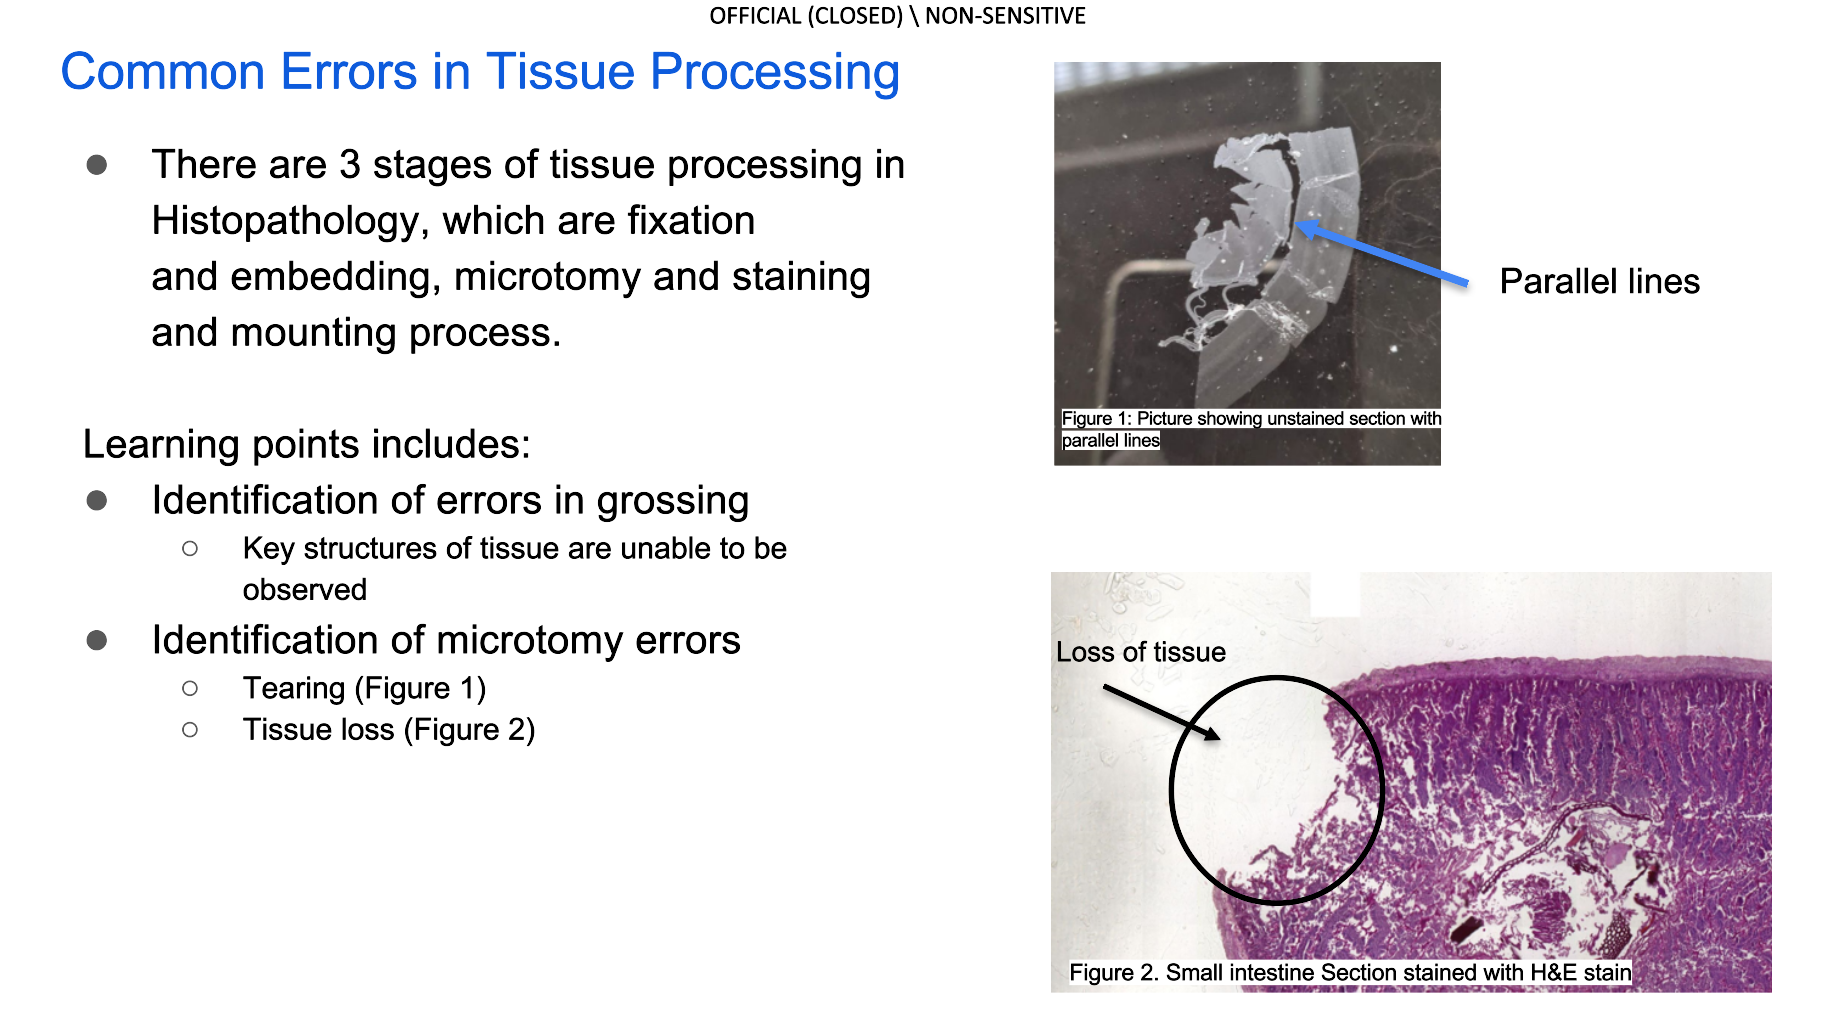 OFFICIAL (CLOSED) \ NON-SENSITIVE
Common Errors in Tissue Processing
● There are 3 stages of tissue processing in
Histopathology, which are fixation
and embedding, microtomy and staining
and mounting process.
Learning points includes:
● Identification of errors in grossing
○ Key structures of tissue are unable to be
observed
● Identification of microtomy errors
○ Tearing (Figure 1)
○ Tissue loss (Figure 2)
Parallel lines
Figure 1: Picture showing unstained section with
parallel lines
Loss of tissue
Figure 2. Small intestine Section stained with H&E stain